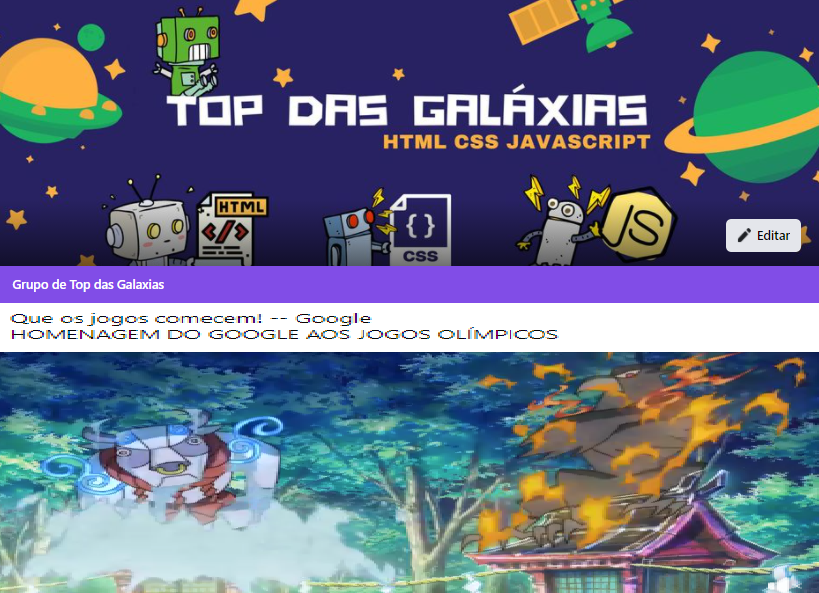 TOP DAS GALÁXIAS
HTML CSS JAVASCRIPT
HTML
</>
{ }
CSS
JS
Editar
Grupo de Top das Galaxias
Que os jogos comecem! -- Google
HOMENAGEM DO GOOGLE AOS JOGOS OLÍMPICOS